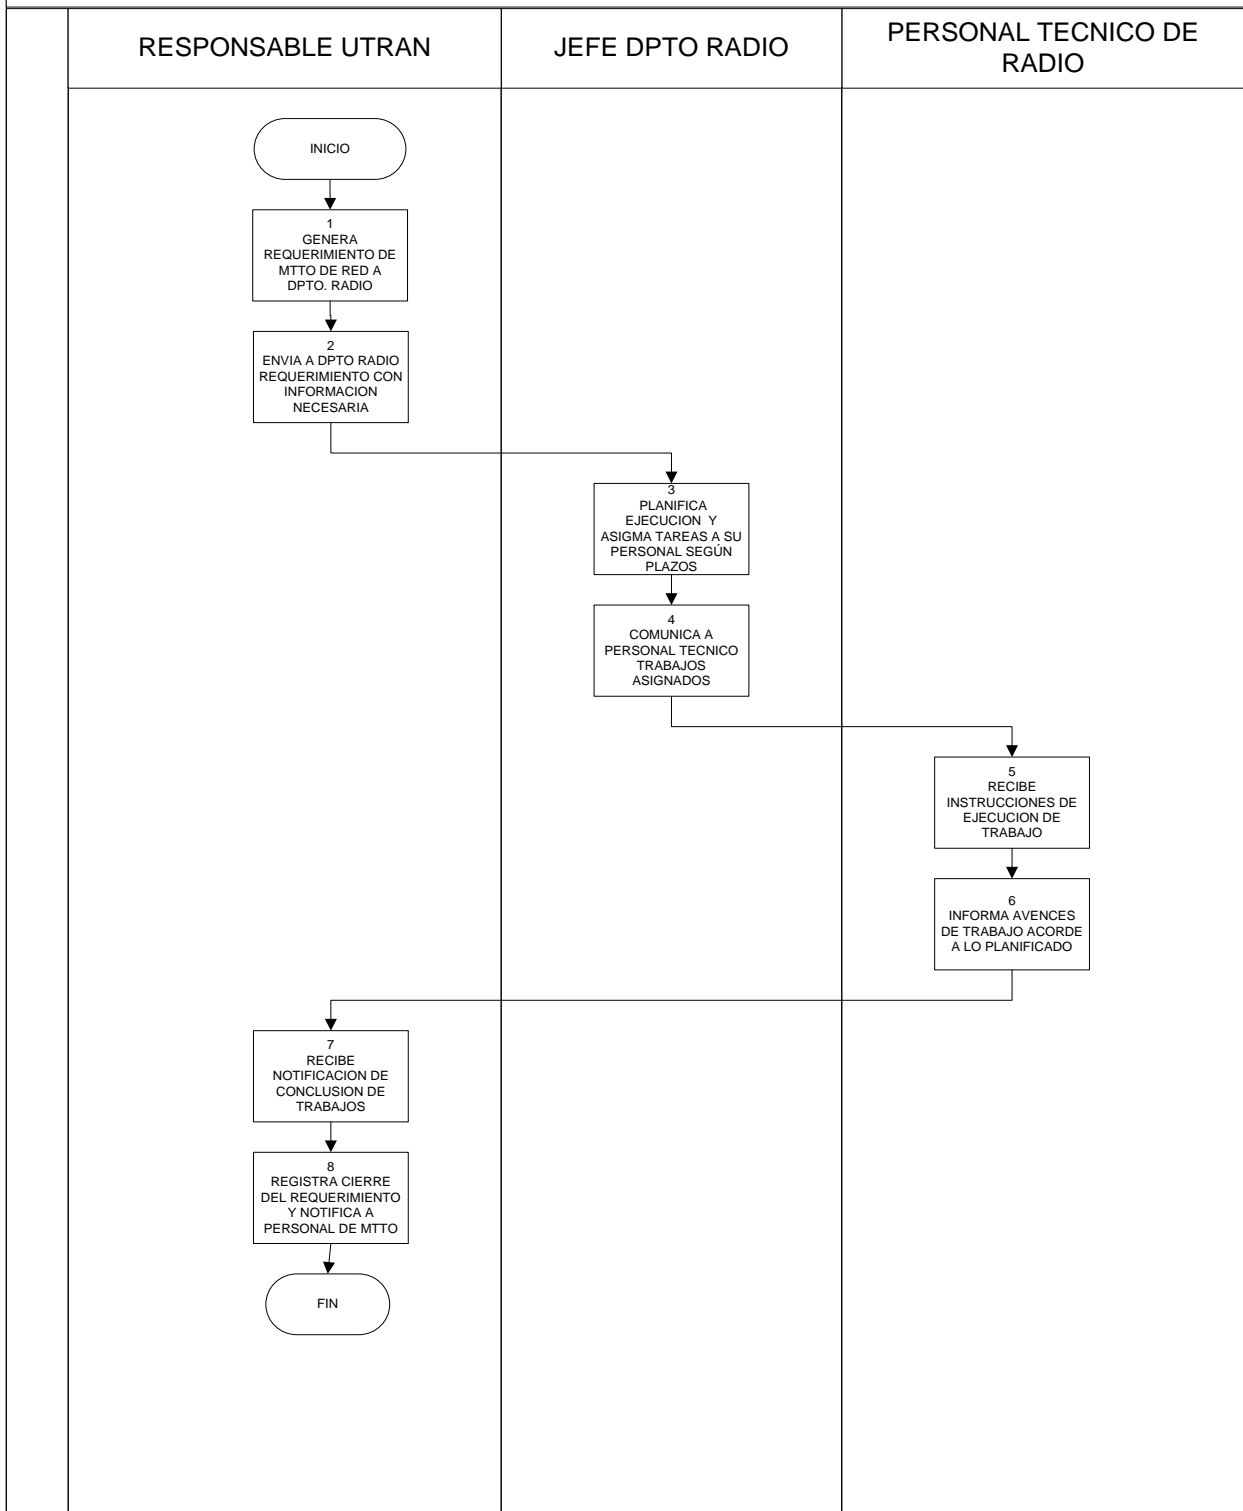 RESPONSABLE UTRAN
JEFE DPTO RADIO
PERSONAL TECNICO DE
RADIO
INICIO
1
GENERA
REQUERIMIENTO DE
MTTO DE RED A
DPTO. RADIO
2
ENVIA A DPTO RADIO
REQUERIMIENTO CON
INFORMACION
NECESARIA
3
PLANIFICA
EJECUCION Y
ASIGMA TAREAS A SU
PERSONAL SEGÚN
PLAZOS
4
COMUNICA A
PERSONAL TECNICO
TRABAJOS
ASIGNADOS
5
RECIBE
INSTRUCCIONES DE
EJECUCION DE
TRABAJO
6
INFORMA AVENCES
DE TRABAJO ACORDE
A LO PLANIFICADO
7
RECIBE
NOTIFICACION DE
CONCLUSION DE
TRABAJOS
8
REGISTRA CIERRE
DEL REQUERIMIENTO
Y NOTIFICA A
PERSONAL DE MTTO
FIN